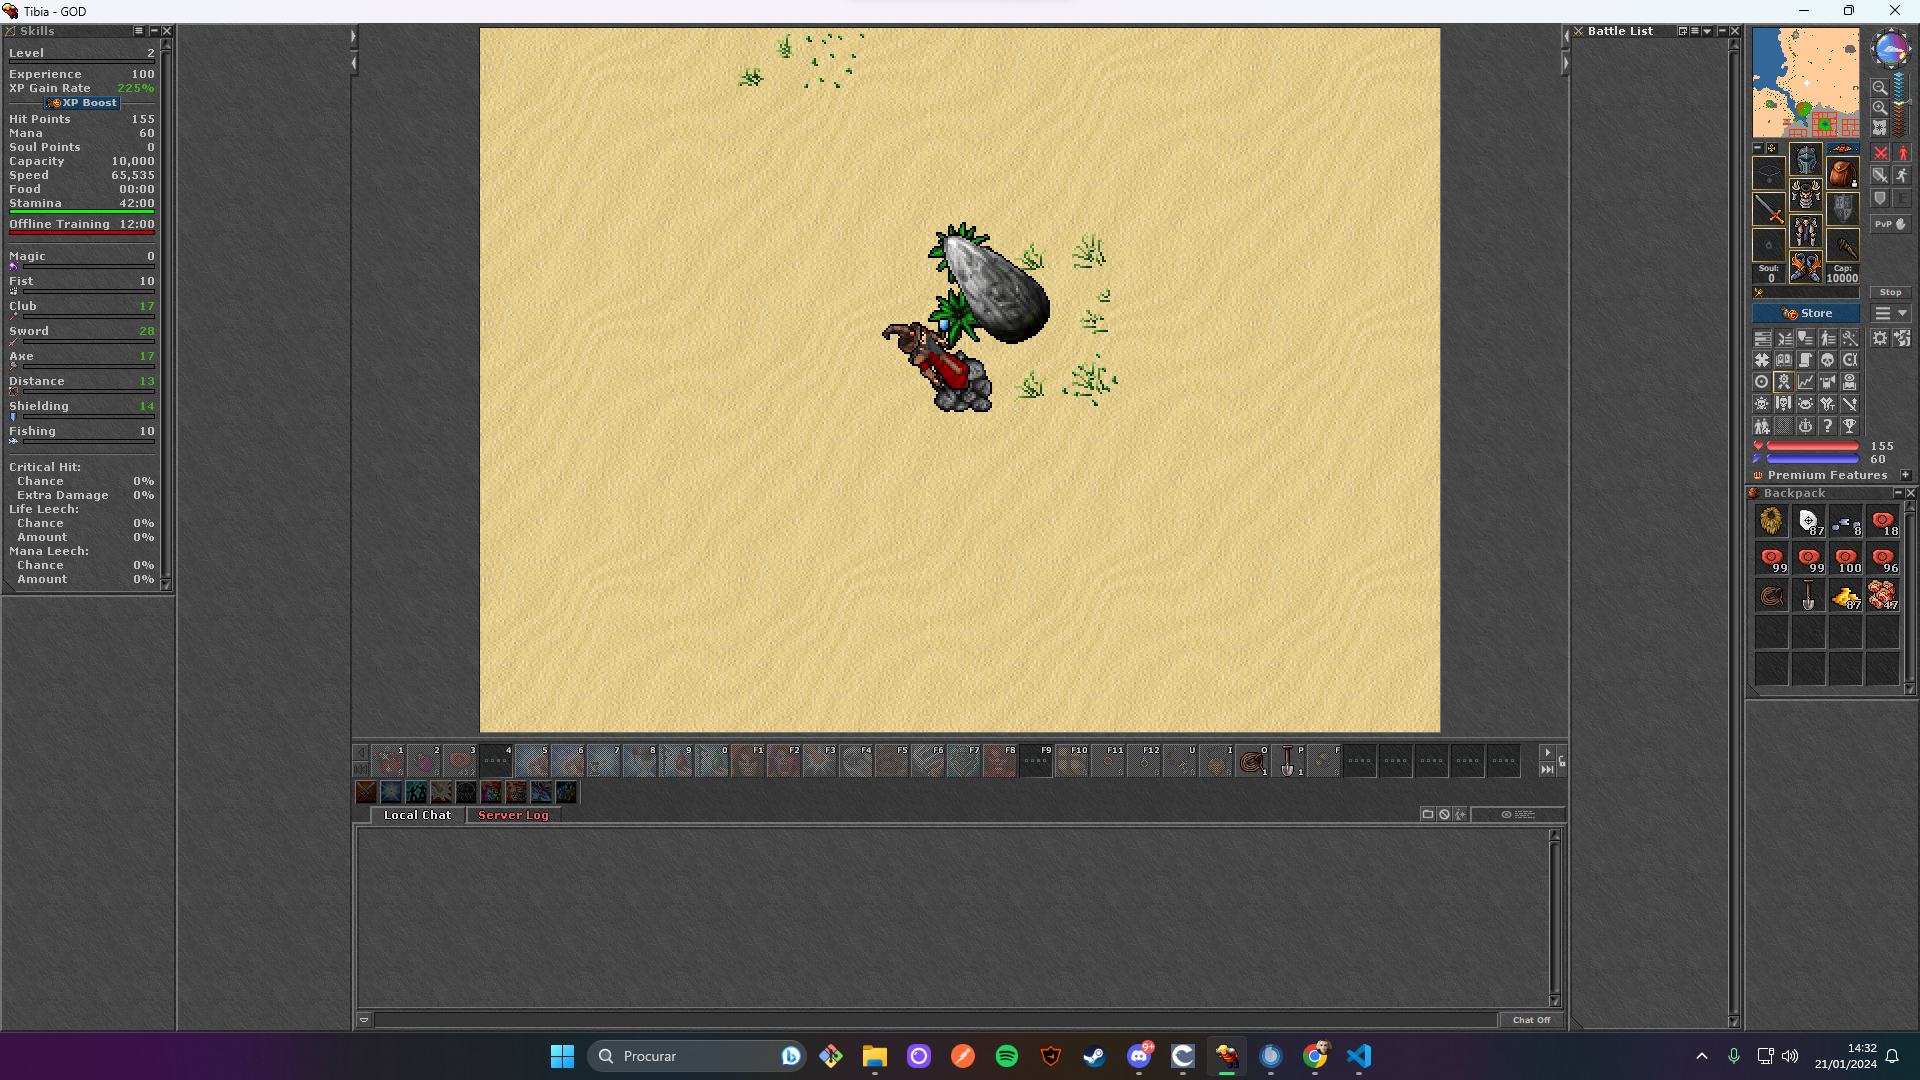 Tibia - GOD
Skills
Level 2
Experience 100
XP Gain Rate 225%
XP Boost
Hit Points 155
Mana 60
Soul Points 0
Capacity 10,000
Speed 65,535
Food 00:00
Stamina 42:00
Offline Training 12:00
Magic 0
Fist 10
Club 17
Sword 28
Axe 17
Distance 13
Shielding 14
Fishing 10
Critical Hit:
Chance 0%
Extra Damage 0%
Life Leech:
Chance 0%
Amount 0%
Mana Leech:
Chance 0%
Amount 0%
Battle List
PvP
Soul: 0
Cap: 10000
Stop
Store
155
60
Premium Features
Backpack
87 8 18
99 99 100 96
87 47
1 2 3 4 5 6 7 8 9 0 F1 F2 F3 F4 F5 F6 F7 F8 F9 F10 F11 F12 U I O P F
1 1
Local Chat Server Log
Chat Off
Procurar
9+
14:32
21/01/2024